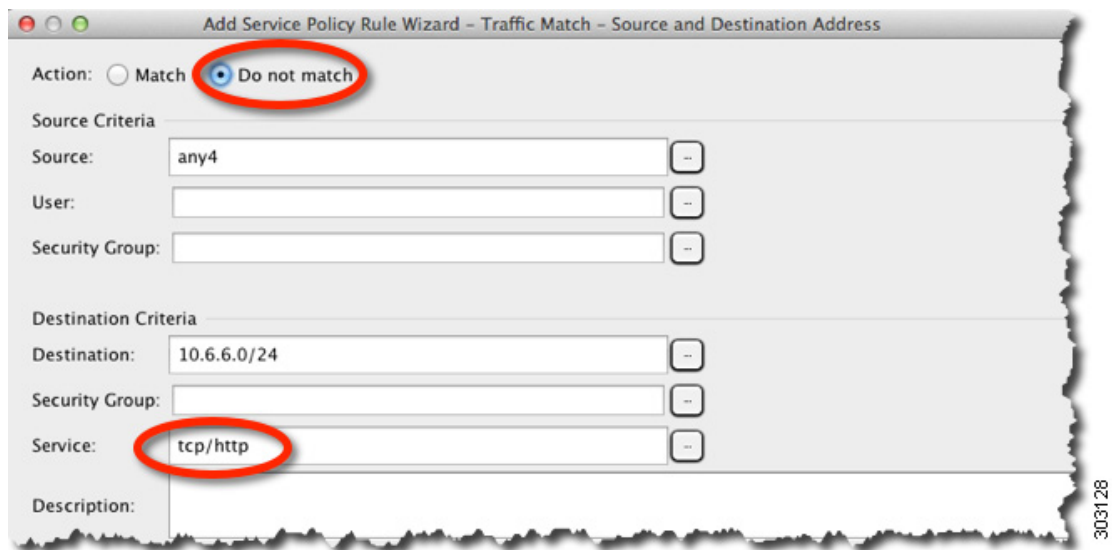 Add Service Policy Rule Wizard - Traffic Match - Source and Destination Address
Action: Match Do not match
Source Criteria
Source: any4 ...
User: ...
Security Group: ...
Destination Criteria
Destination: 10.6.6.0/24 ...
Security Group: ...
Service: tcp/http ...
Description:
303128